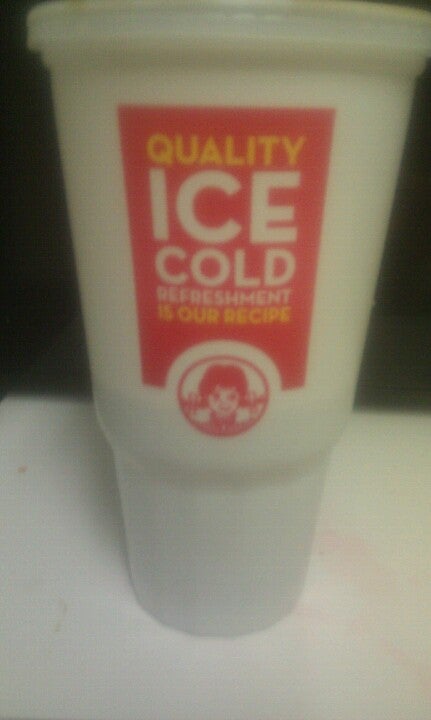 QUALITY
ICE
COLD
REFRESHMENT
IS OUR RECIPE